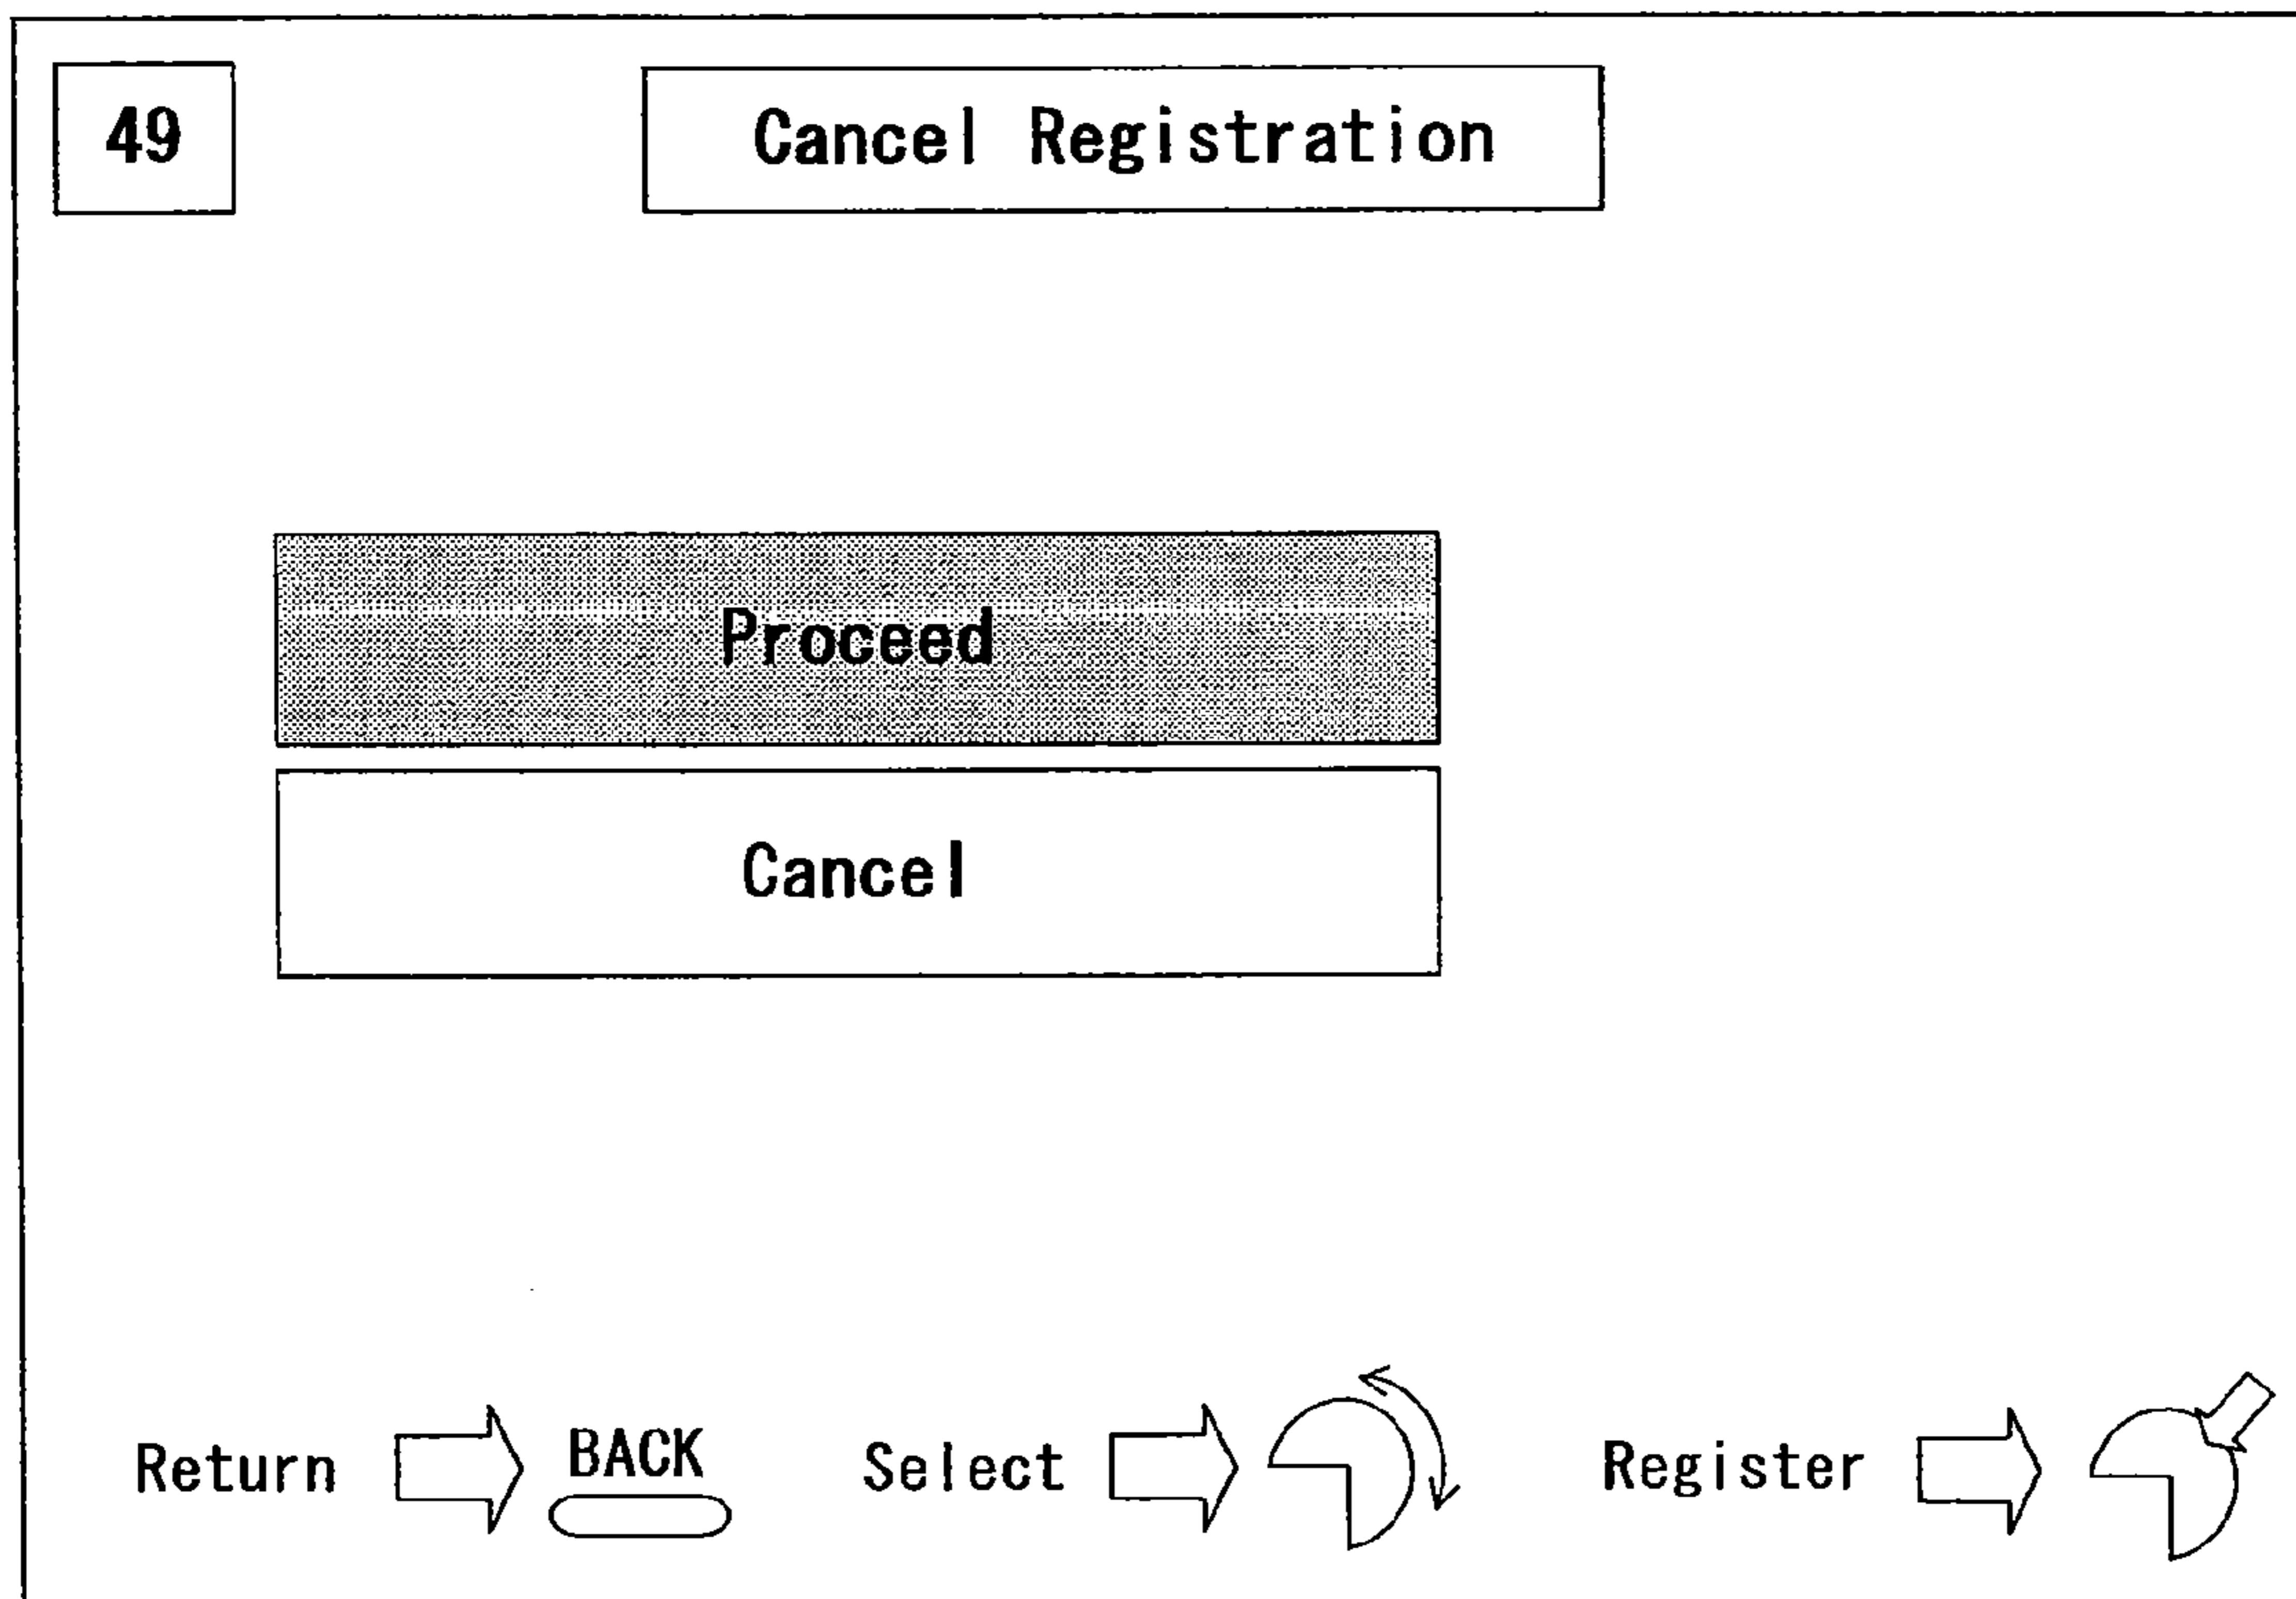 49
Cancel Registration
Proceed
Cancel
Return BACK Select Register